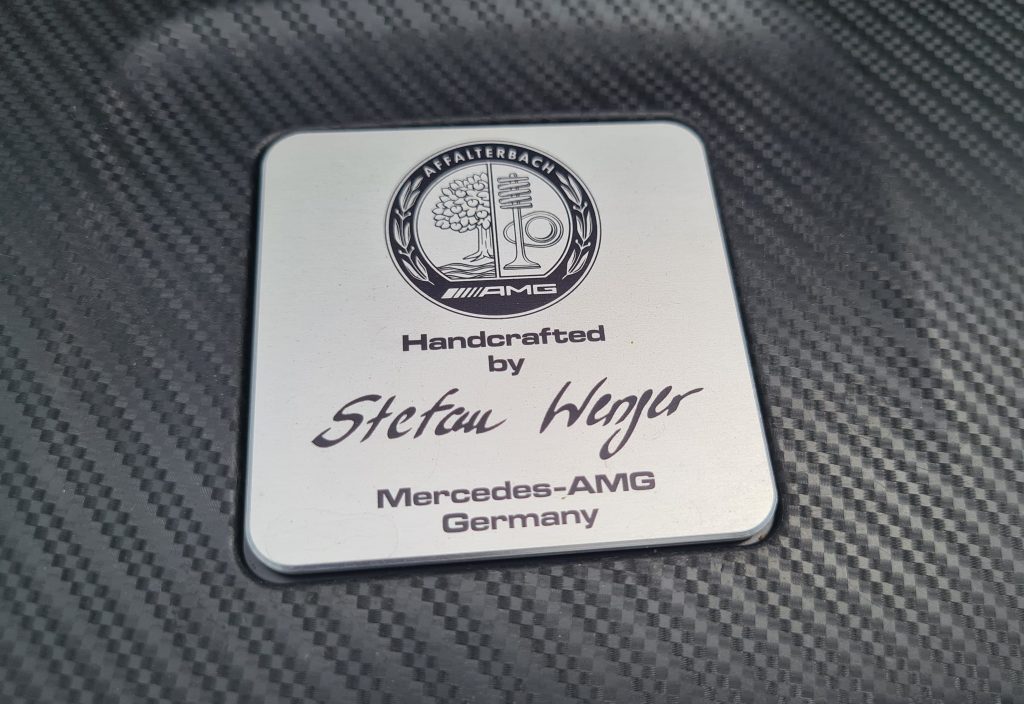 AFFALTERBACH
AMG
Handcrafted
by
Stefan Wenger
Mercedes-AMG
Germany